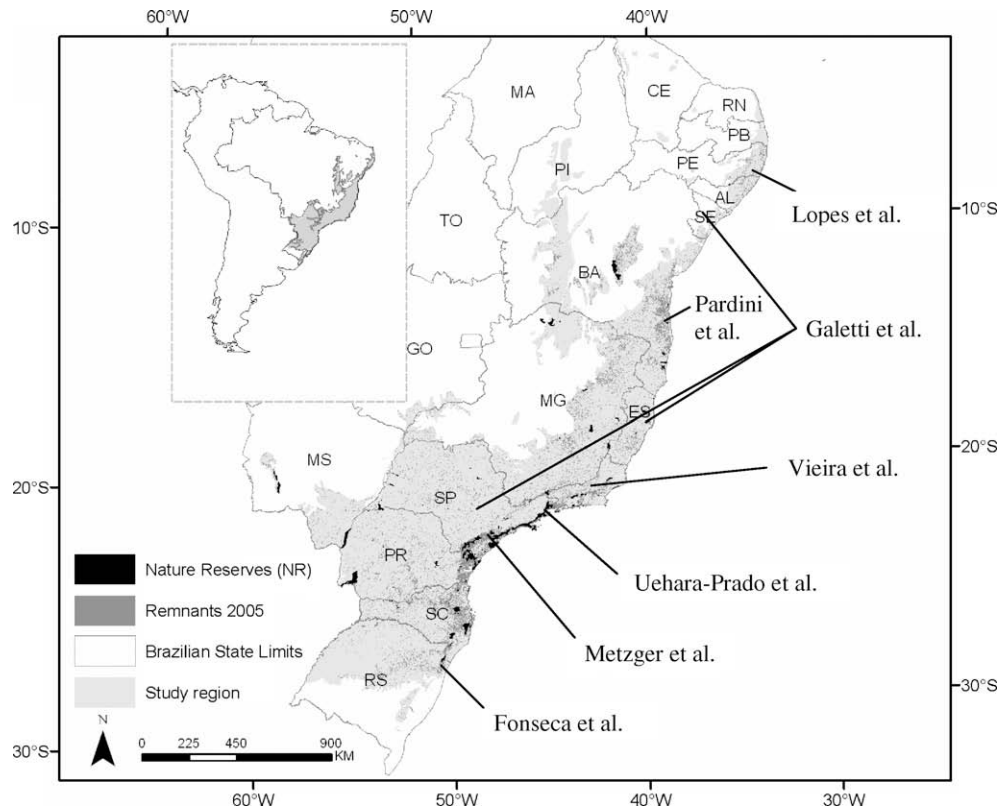 60°W 50°W 40°W
MA
CE
RN
PB
PE
PI
AL
Lopes et al.
SE
10°S
10°S
TO
BA
Pardini
et al.
Galetti et al.
GO
MG
ES
20°S
MS
Vieira et al.
20°S
SP
Nature Reserves (NR)
PR
Uehara-Prado et al.
Remnants 2005
SC
Brazilian State Limits
Metzger et al.
Study region
RS
30°S
N
Fonseca et al.
0 225 450 900
KM
30°S
60°W 50°W 40°W 30°W